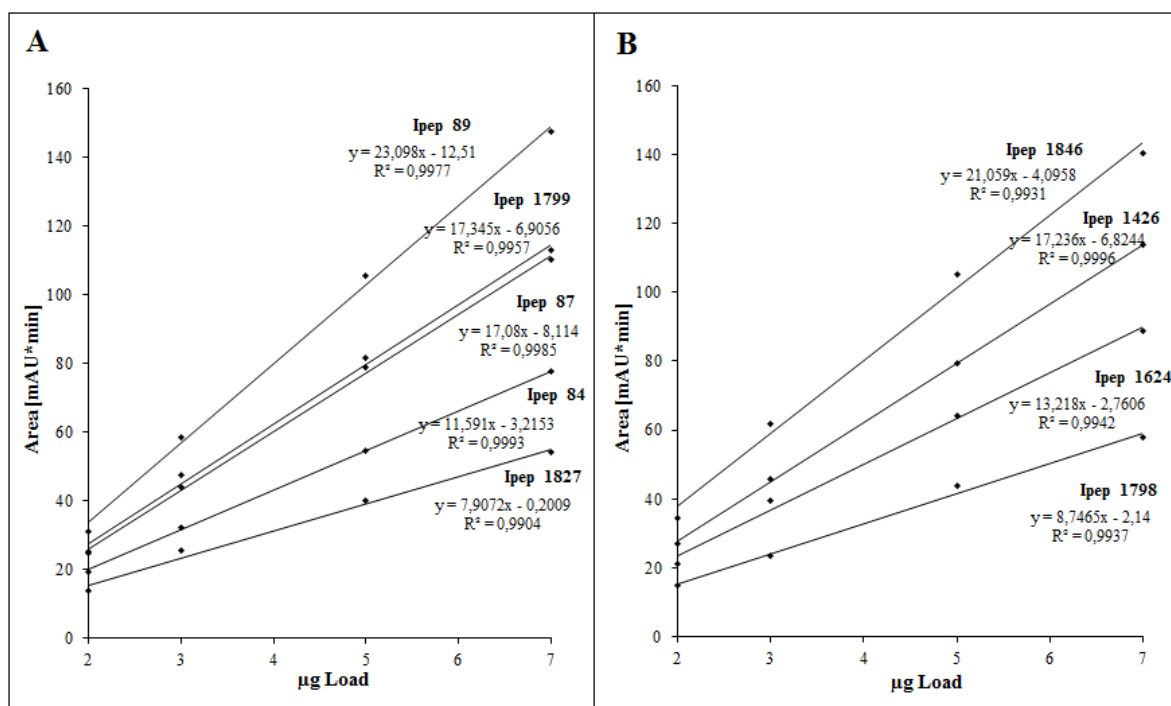 A
160
140
120
100
80
60
40
20
0
Area [mAU*min]
Ipep 89
y = 23,098x - 12,51
R² = 0,9977
Ipep 1799
y = 17,345x - 6,9056
R² = 0,9957
Ipep 87
y = 17,08x - 8,114
R² = 0,9985
Ipep 84
y = 11,591x - 3,2153
R² = 0,9993
Ipep 1827
y = 7,9072x - 0,2009
R² = 0,9904
2 3 4 5 6 7
µg Load
B
160
140
120
100
80
60
40
20
0
Area [mAU*min]
Ipep 1846
y = 21,059x - 4,0958
R² = 0,9931
Ipep 1426
y = 17,236x - 6,8244
R² = 0,9996
Ipep 1624
y = 13,218x - 2,7606
R² = 0,9942
Ipep 1798
y = 8,7465x - 2,14
R² = 0,9937
2 3 4 5 6 7
µg Load